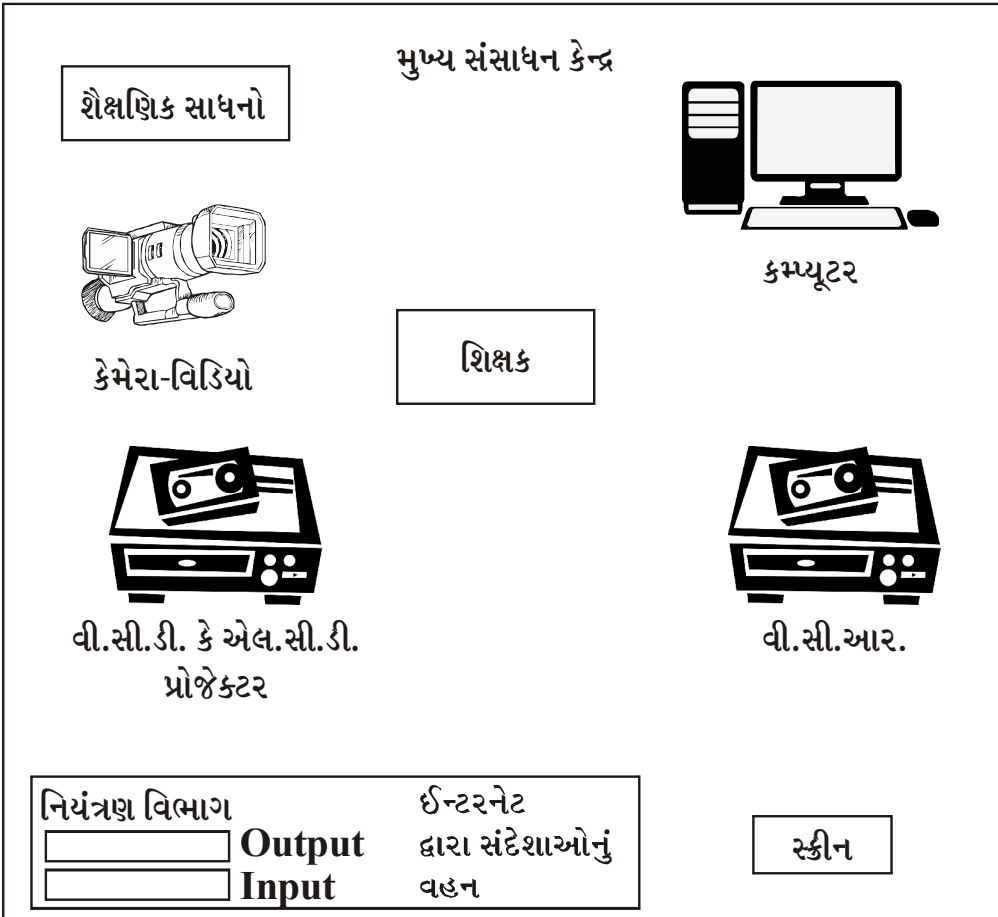 મુખ્ય સંસાધન કેન્દ્ર
શૈક્ષણિક સાધનો
કમ્પ્યૂટર
શિક્ષક
કેમેરા-વિડિયો
વી.સી.ડી. કે એલ.સી.ડી.
પ્રોજેક્ટર
વી.સી.આર.
નિયંત્રણ વિભાગ
Output
Input
ઈન્ટરનેટ
દ્વારા સંદેશાઓનું
વહન
સ્ક્રીન